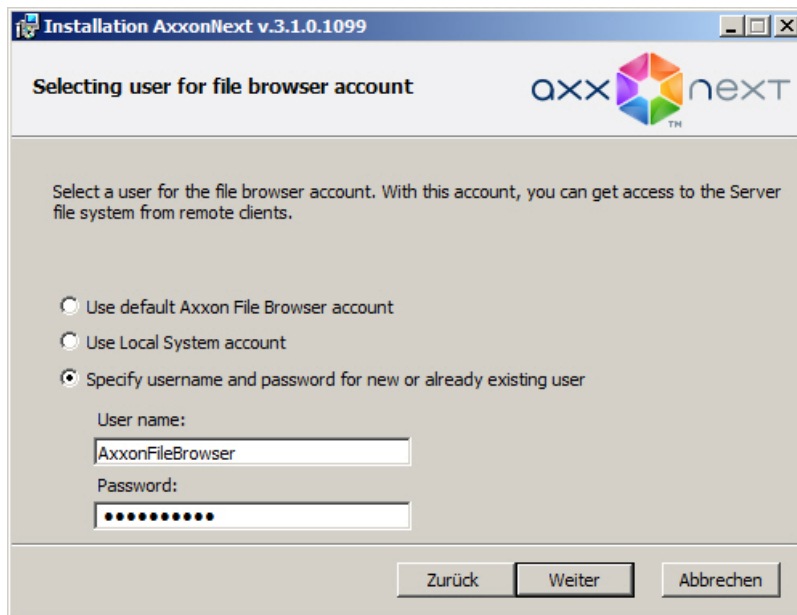 Installation AxxonNext v.3.1.0.1099
Selecting user for file browser account
axx next
TM
Select a user for the file browser account. With this account, you can get access to the Server
file system from remote clients.
Use default Axxon File Browser account
Use Local System account
Specify username and password for new or already existing user
User name:
AxxonFileBrowser
Password:
●●●●●●●●●●
Zurück
Weiter
Abbrechen